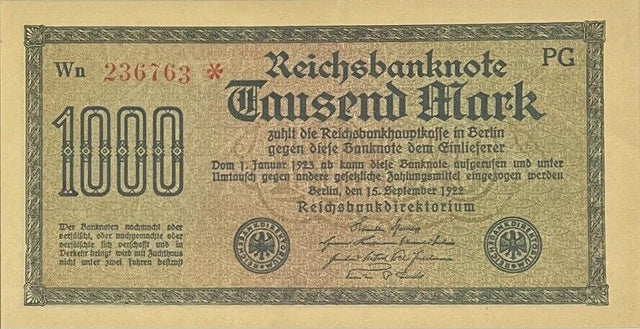 Wn 236763 * Reichsbanknote PG
Tausend Mark
1000
zahlt die Reichsbankhauptkasse in Berlin
gegen diese Banknote dem Einlieferer
Vom 1. Januar 1923 ab kann diese Banknote aufgerufen und unter
Umtausch gegen andere gesetzliche Zahlungsmittel eingezogen werden
Berlin, den 15. September 1922
Reichsbankdirektorium
Wer Banknoten nachmacht oder
verfälscht, oder nachgemachte oder
verfälschte sich verschafft und in
Verkehr bringt, wird mit Zuchthaus
nicht unter zwei Jahren bestraft
REICHSBANKDIREKTORIUM
REICHSBANKDIREKTORIUM